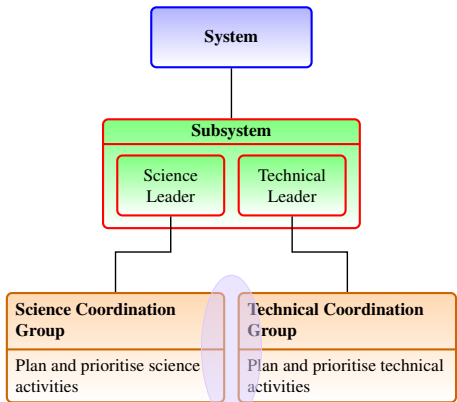 System
Subsystem
Science
Leader
Technical
Leader
Science Coordination
Group
Plan and prioritise science
activities
Technical Coordination
Group
Plan and prioritise technical
activities